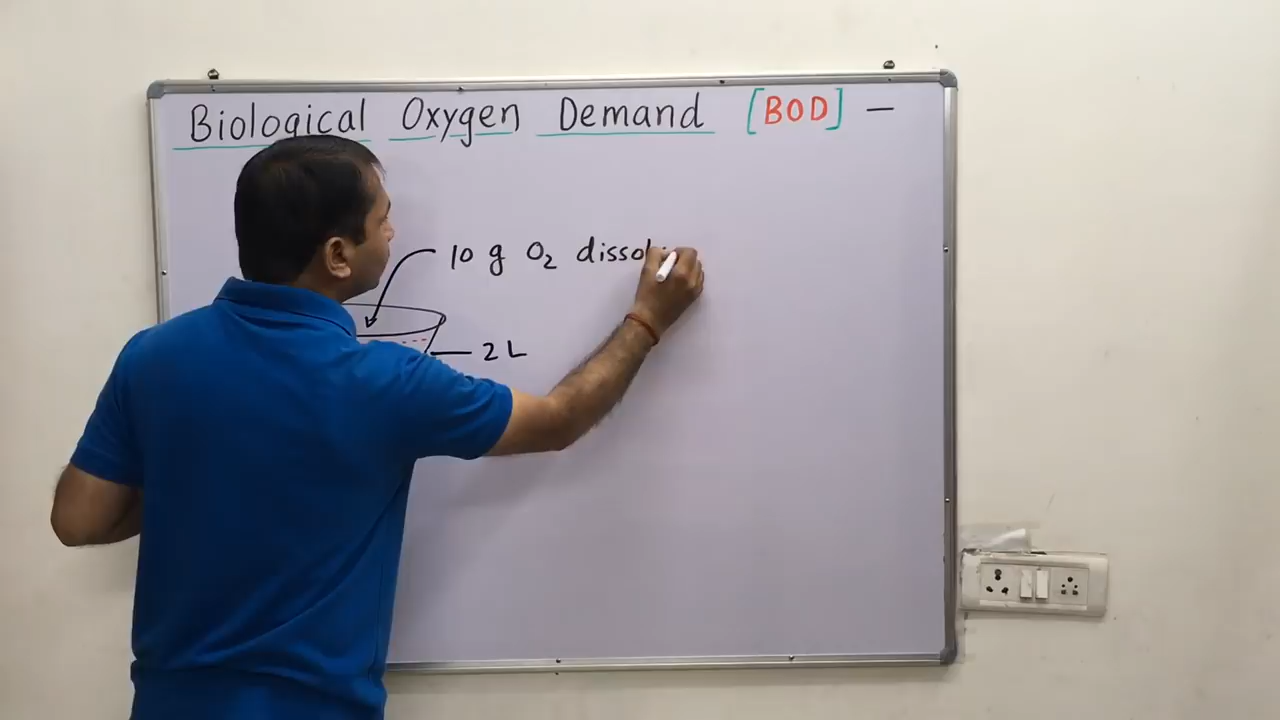 Biological Oxygen Demand [BOD] –
10 g O₂
2 L